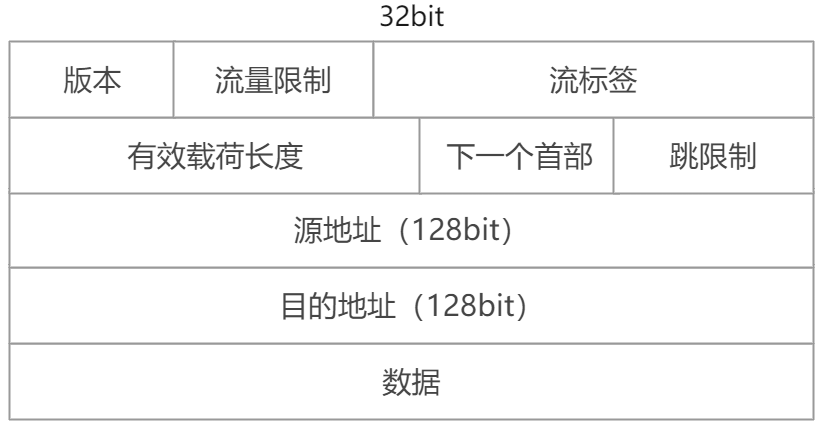 32bit
版本 流量限制 流标签
有效载荷长度 下一个首部 跳限制
源地址（128bit）
目的地址（128bit）
数据